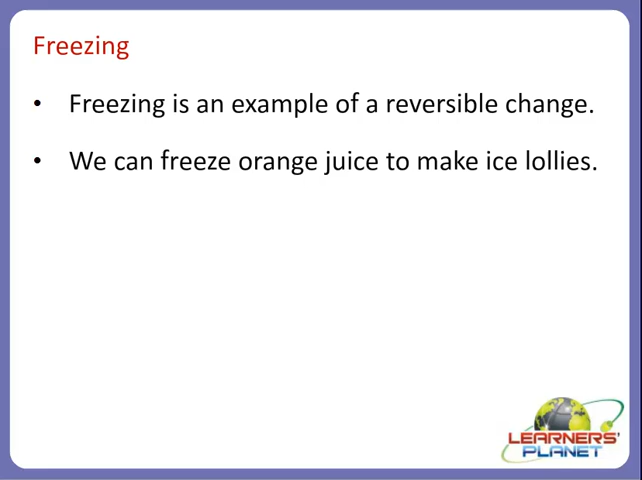 Freezing
• Freezing is an example of a reversible change.
• We can freeze orange juice to make ice lollies.
LEARNERS'
PLANET